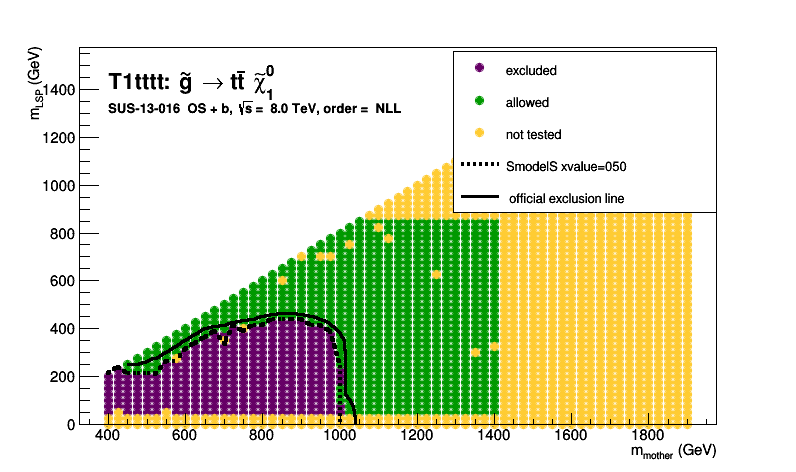 T1tttt: g̃ → tt̄ χ̃₁⁰
SUS-13-016 OS + b, √s = 8.0 TeV, order = NLL
excluded
allowed
not tested
SmodelS xvalue=050
official exclusion line
m_LSP (GeV)
1400
1200
1000
800
600
400
200
0
400 600 800 1000 1200 1400 1600 1800
m_mother (GeV)